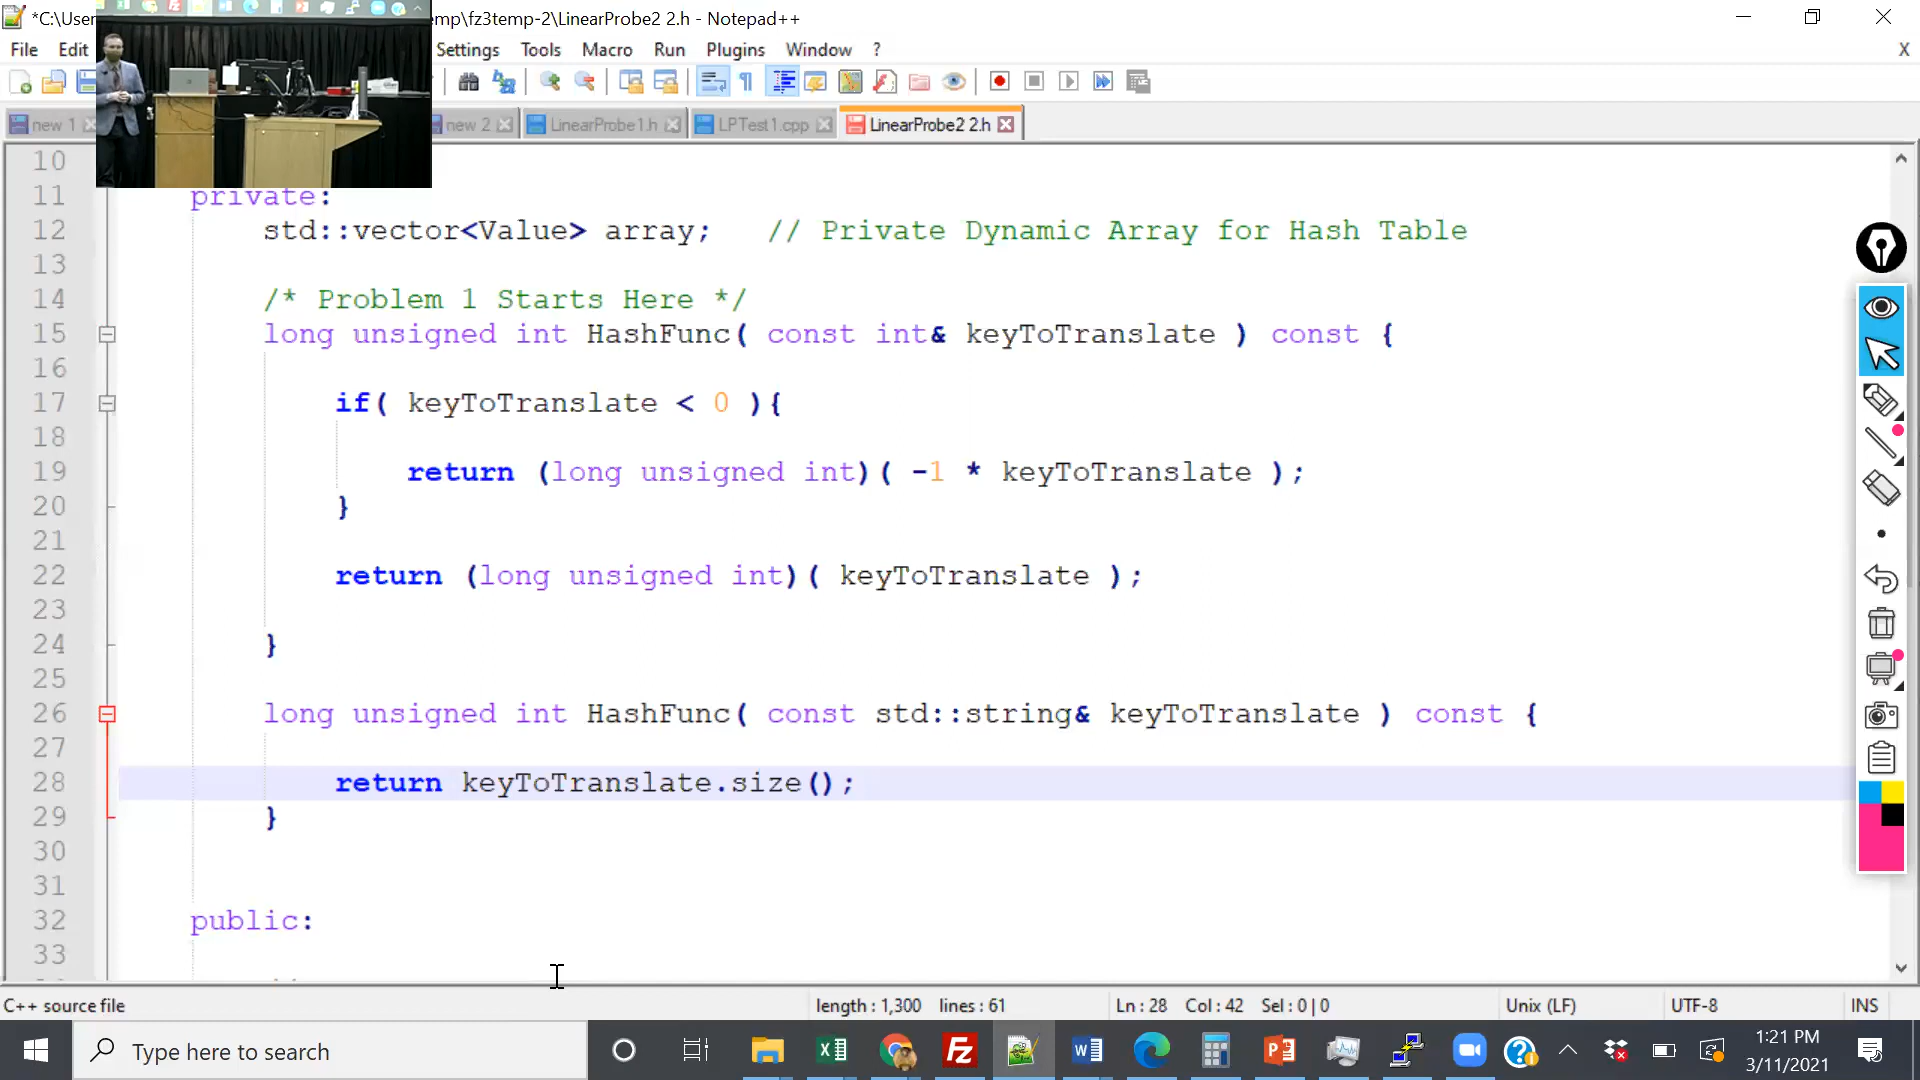 *C:\User
emp\fz3temp-2\LinearProbe2 2.h - Notepad++
File Edit Settings Tools Macro Run Plugins Window ? X
new 1 new 2 LinearProbe1.h LPTest1.cpp LinearProbe2 2.h
10
11 private:
12 std::vector<Value> array; // Private Dynamic Array for Hash Table
13
14 /* Problem 1 Starts Here */
15 long unsigned int HashFunc( const int& keyToTranslate ) const {
16
17 if( keyToTranslate < 0 ){
18
19 return (long unsigned int)( -1 * keyToTranslate );
20 }
21
22 return (long unsigned int)( keyToTranslate );
23
24 }
25
26 long unsigned int HashFunc( const std::string& keyToTranslate ) const {
27
28 return keyToTranslate.size();
29 }
30
31
32 public:
33
C++ source file length : 1,300 lines : 61 Ln : 28 Col : 42 Sel : 0 | 0 Unix (LF) UTF-8 INS
Type here to search
1:21 PM
3/11/2021